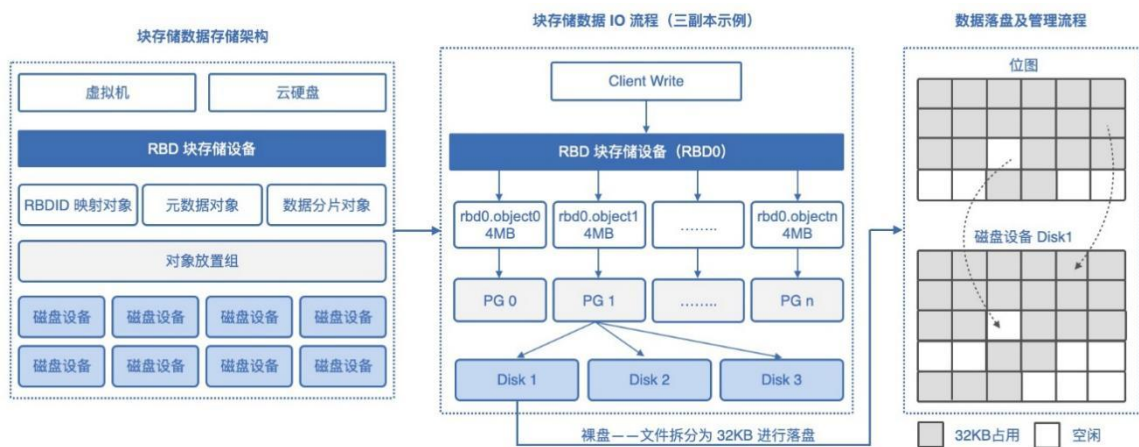 块存储数据存储架构
虚拟机
云硬盘
RBD 块存储设备
RBDID 映射对象
元数据对象
数据分片对象
对象放置组
磁盘设备
磁盘设备
磁盘设备
磁盘设备
磁盘设备
磁盘设备
磁盘设备
磁盘设备
块存储数据 IO 流程（三副本示例）
Client Write
RBD 块存储设备（RBD0）
rbd0.object0
4MB
rbd0.object1
4MB
........
rbd0.objectn
4MB
PG 0
PG 1
........
PG n
Disk 1
Disk 2
Disk 3
裸盘——文件拆分为 32KB 进行落盘
数据落盘及管理流程
位图
磁盘设备 Disk1
32KB占用
空闲